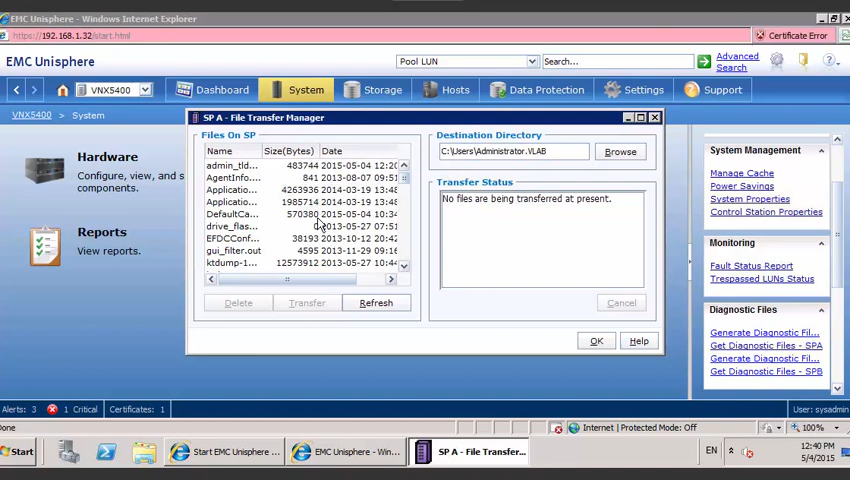 EMC Unisphere - Windows Internet Explorer
https://192.168.1.32/start.html
Certificate Error
EMC Unisphere
Pool LUN
Search...
Advanced Search
VNX5400
Dashboard
System
Storage
Hosts
Data Protection
Settings
Support
VNX5400 > System
Hardware
Configure, view, and s
components.
Reports
View reports.
SP A - File Transfer Manager
Files On SP
Name Size(Bytes) Date
admin_tld... 483744 2015-05-04 12:20
AgentInfo... 841 2013-08-07 09:51
Applicatio... 4263936 2014-03-19 13:48
Applicatio... 1985714 2014-03-19 13:48
DefaultCa... 570380 2015-05-04 10:34
drive_flas... 0 2013-05-27 07:51
EFDCConf... 38193 2013-10-12 20:42
gui_filter.out 4595 2013-11-29 09:16
ktdump-1... 12573912 2013-05-27 10:44
Delete
Transfer
Refresh
Destination Directory
C:\Users\Administrator.VLAB
Browse
Transfer Status
No files are being transferred at present.
Cancel
OK
Help
System Management
Manage Cache
Power Savings
System Properties
Control Station Properties
Monitoring
Fault Status Report
Trespassed LUNs Status
Diagnostic Files
Generate Diagnostic Fil...
Get Diagnostic Files - SPA
Generate Diagnostic Fil...
Get Diagnostic Files - SPB
Alerts: 3
1 Critical
Certificates: 1
User: sysadmin
Done
Internet | Protected Mode: Off
100%
Start
Start EMC Unisphere ...
EMC Unisphere - Wi...
SP A - File Transfer...
EN
12:40 PM
5/4/2015